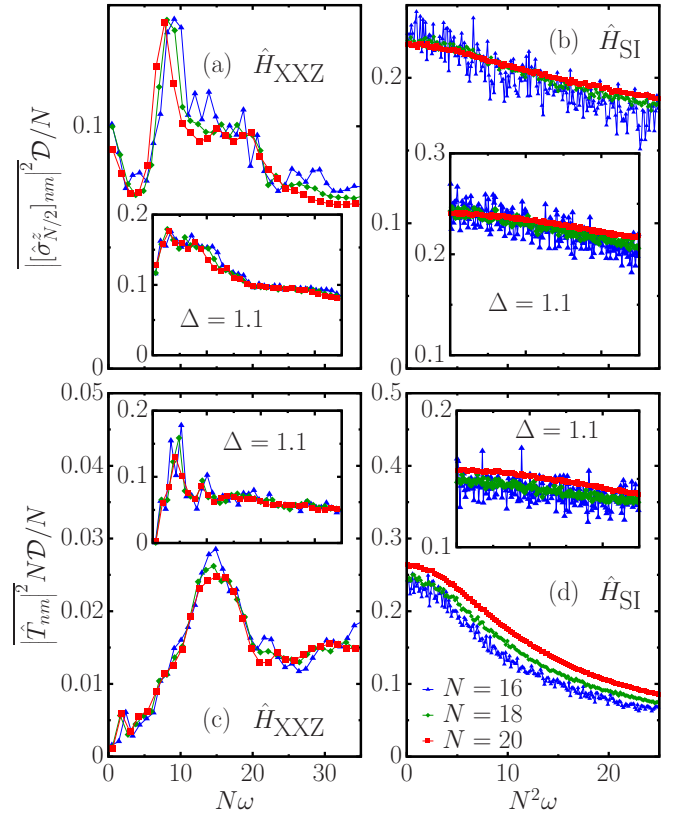 (a) Ĥ_XXZ
(b) Ĥ_SI
0.1
0
|[σ̂^z_{N/2}]_{nm}|^2 D/N
0.2
0.1
0
Δ = 1.1
0.2
0.1
0
0.3
0.2
0.1
Δ = 1.1
0.05
0.04
0.03
0.02
0.01
0
|T̂_{nm}|^2 ND/N
0.2
0.1
0
Δ = 1.1
(c) Ĥ_XXZ
0 10 20 30
Nω
0.5
0.4
0.3
0.2
0.1
0
0.2
0.1
Δ = 1.1
(d) Ĥ_SI
N = 16
N = 18
N = 20
0 10 20
N^2ω